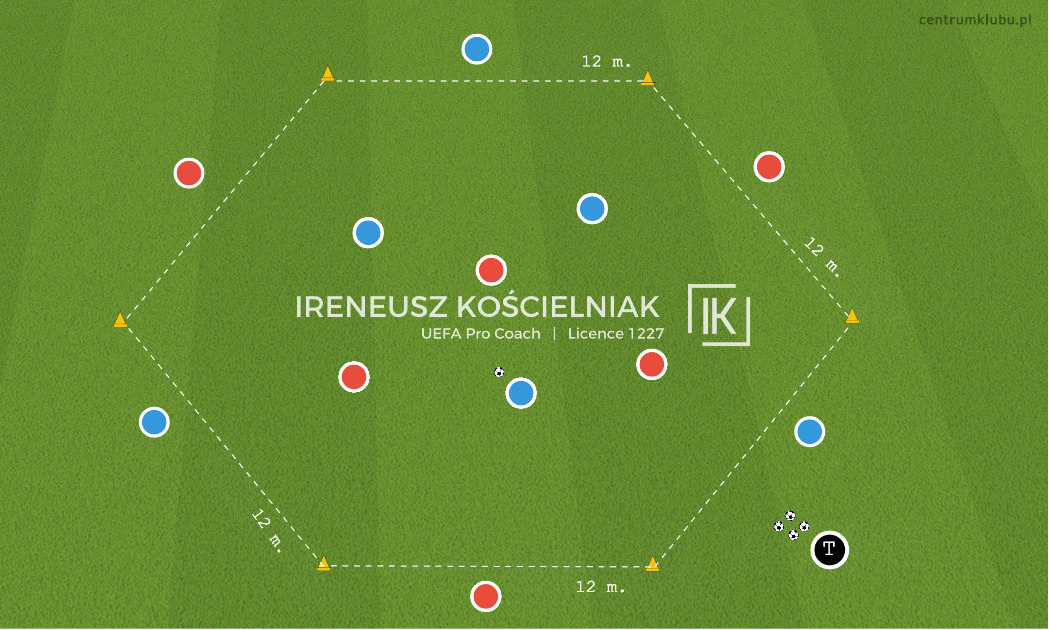 centrumklubu.pl
12 m.
12 m.
IRENEUSZ KOŚCIELNIAK
IK
UEFA Pro Coach | Licence 1227
12 m.
T
12 m.